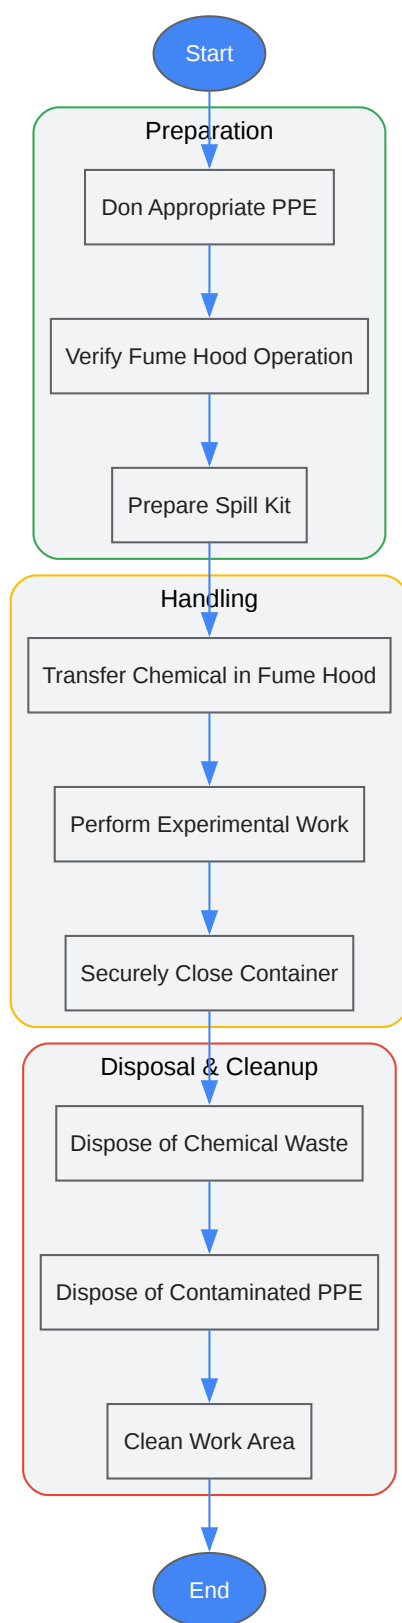 Start
Preparation
Don Appropriate PPE
Verify Fume Hood Operation
Prepare Spill Kit
Handling
Transfer Chemical in Fume Hood
Perform Experimental Work
Securely Close Container
Disposal & Cleanup
Dispose of Chemical Waste
Dispose of Contaminated PPE
Clean Work Area
End